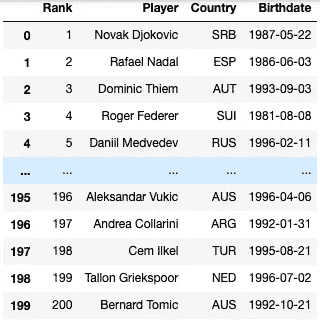 Rank Player Country Birthdate
0 1 Novak Djokovic SRB 1987-05-22
1 2 Rafael Nadal ESP 1986-06-03
2 3 Dominic Thiem AUT 1993-09-03
3 4 Roger Federer SUI 1981-08-08
4 5 Daniil Medvedev RUS 1996-02-11
... ... ... ... ...
195 196 Aleksandar Vukic AUS 1996-04-06
196 197 Andrea Collarini ARG 1992-01-31
197 198 Cem Ilkel TUR 1995-08-21
198 199 Tallon Griekspoor NED 1996-07-02
199 200 Bernard Tomic AUS 1992-10-21